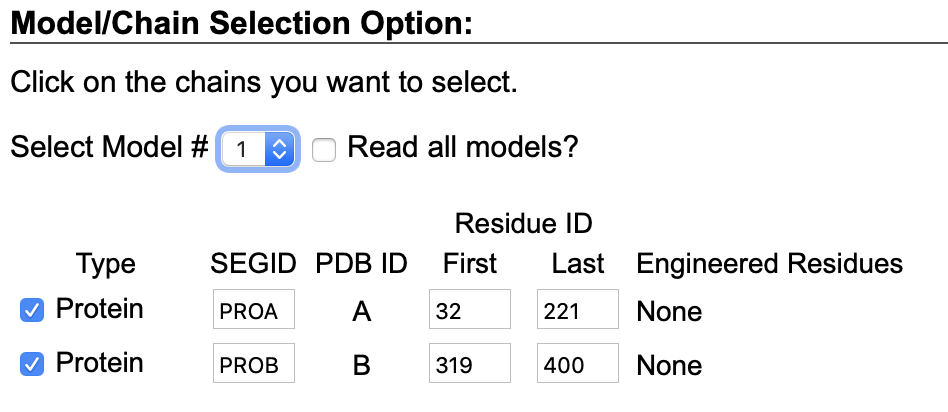 Model/Chain Selection Option:
Click on the chains you want to select.
Select Model # 1 Read all models?
Residue ID
Type SEGID PDB ID First Last Engineered Residues
Protein PROA A 32 221 None
Protein PROB B 319 400 None